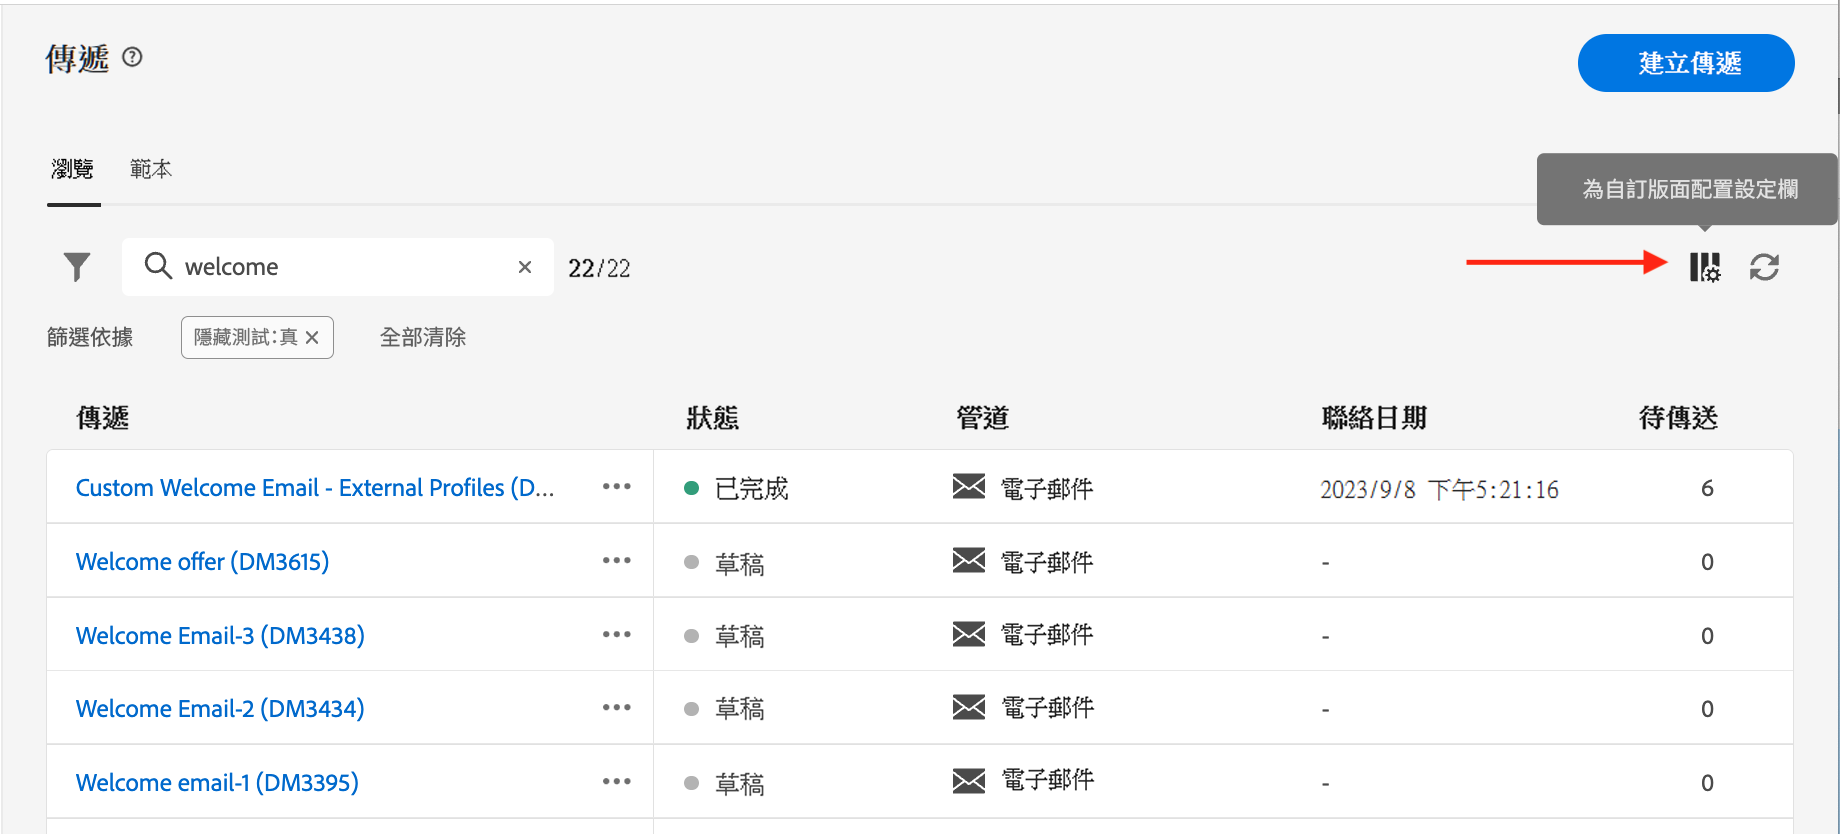 傳遞
建立傳遞
瀏覽 範本
為自訂版面配置設定欄
welcome 22/22
篩選依據 隱藏測試：真 全部清除
傳遞 狀態 管道 聯絡日期 待傳送
Custom Welcome Email - External Profiles (D... 已完成 電子郵件 2023/9/8 下午5:21:16 6
Welcome offer (DM3615) 草稿 電子郵件 - 0
Welcome Email-3 (DM3438) 草稿 電子郵件 - 0
Welcome Email-2 (DM3434) 草稿 電子郵件 - 0
Welcome email-1 (DM3395) 草稿 電子郵件 - 0